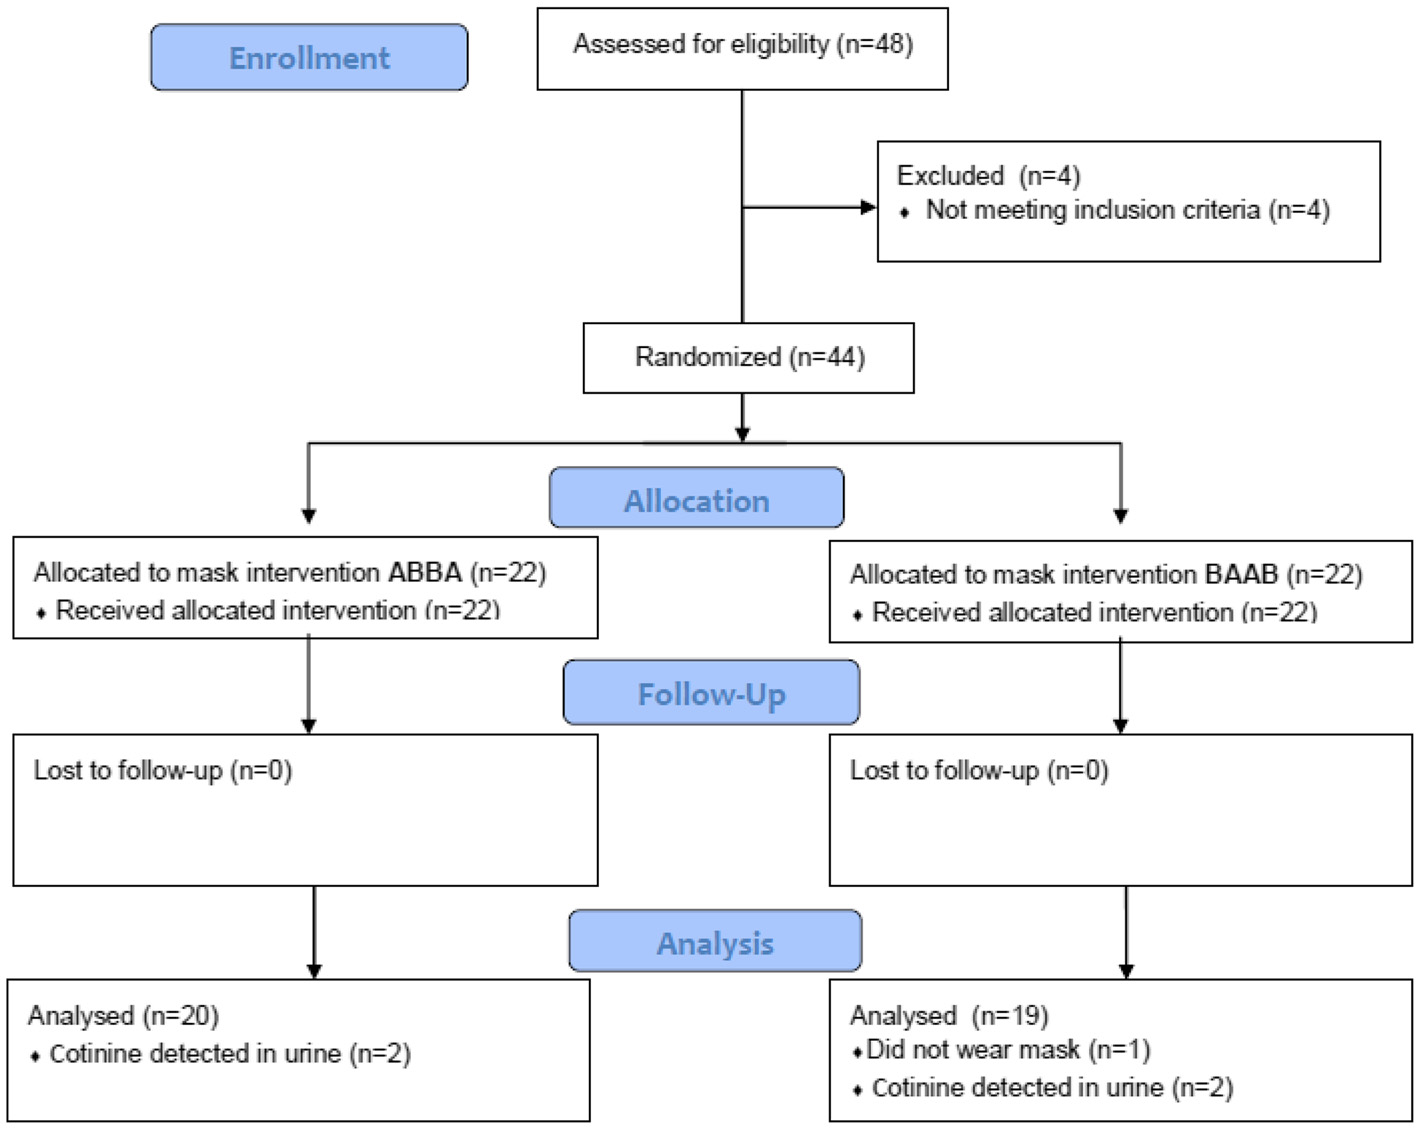 Enrollment
Assessed for eligibility (n=48)
Excluded (n=4)
♦ Not meeting inclusion criteria (n=4)
Randomized (n=44)
Allocation
Allocated to mask intervention ABBA (n=22)
♦ Received allocated intervention (n=22)
Allocated to mask intervention BAAB (n=22)
♦ Received allocated intervention (n=22)
Follow-Up
Lost to follow-up (n=0)
Lost to follow-up (n=0)
Analysis
Analysed (n=20)
♦ Cotinine detected in urine (n=2)
Analysed (n=19)
♦Did not wear mask (n=1)
♦ Cotinine detected in urine (n=2)